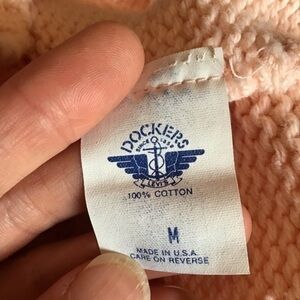 DOCKERS
LEVI'S
100% COTTON
M
MADE IN U.S.A.
CARE ON REVERSE